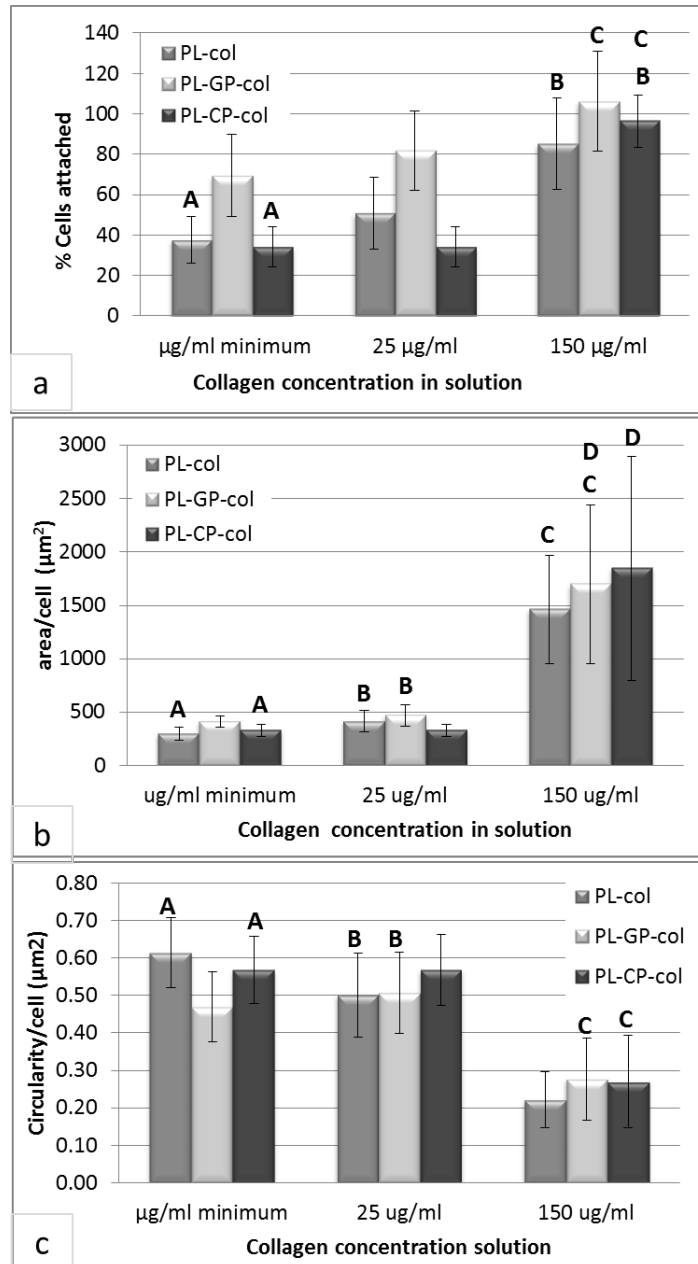 140
120
100
80
60
40
20
0
% Cells attached
PL-col
PL-GP-col
PL-CP-col
A
A
B
C
C
B
µg/ml minimum
25 µg/ml
150 µg/ml
Collagen concentration in solution
a
3000
2500
2000
1500
1000
500
0
area/cell (µm²)
PL-col
PL-GP-col
PL-CP-col
A
A
B
B
C
D
C
D
ug/ml minimum
25 ug/ml
150 ug/ml
Collagen concentration in solution
b
0.80
0.70
0.60
0.50
0.40
0.30
0.20
0.10
0.00
Circularity/cell (µm2)
PL-col
PL-GP-col
PL-CP-col
A
A
B
B
C
C
µg/ml minimum
25 ug/ml
150 ug/ml
Collagen concentration solution
c